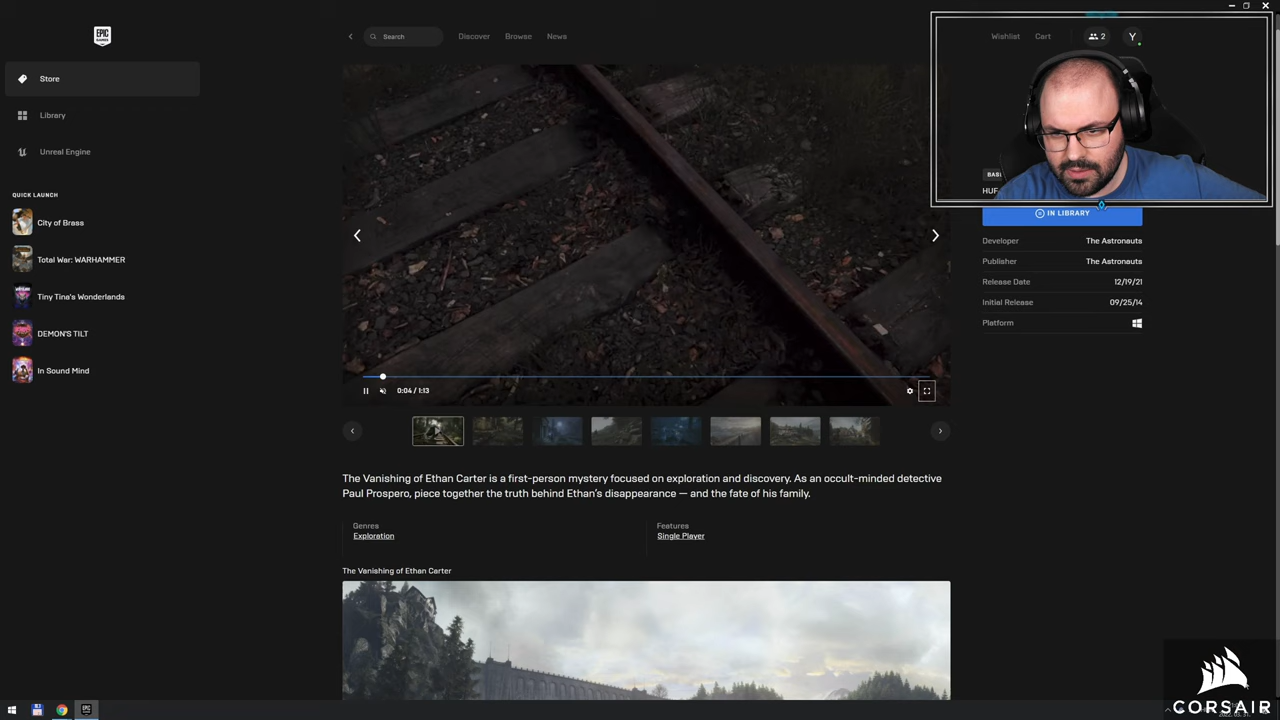 EPIC
GAMES
Search
Discover
Browse
News
Wishlist
Cart
2
Y
Store
Library
Unreal Engine
QUICK LAUNCH
City of Brass
Total War: WARHAMMER
Tiny Tina's Wonderlands
DEMON'S TILT
In Sound Mind
BAS
HUF
IN LIBRARY
Developer The Astronauts
Publisher The Astronauts
Release Date 12/19/21
Initial Release 09/25/14
Platform
0:04 / 1:13
The Vanishing of Ethan Carter is a first-person mystery focused on exploration and discovery. As an occult-minded detective
Paul Prospero, piece together the truth behind Ethan's disappearance — and the fate of his family.
Genres
Exploration
Features
Single Player
The Vanishing of Ethan Carter
CORSAIR